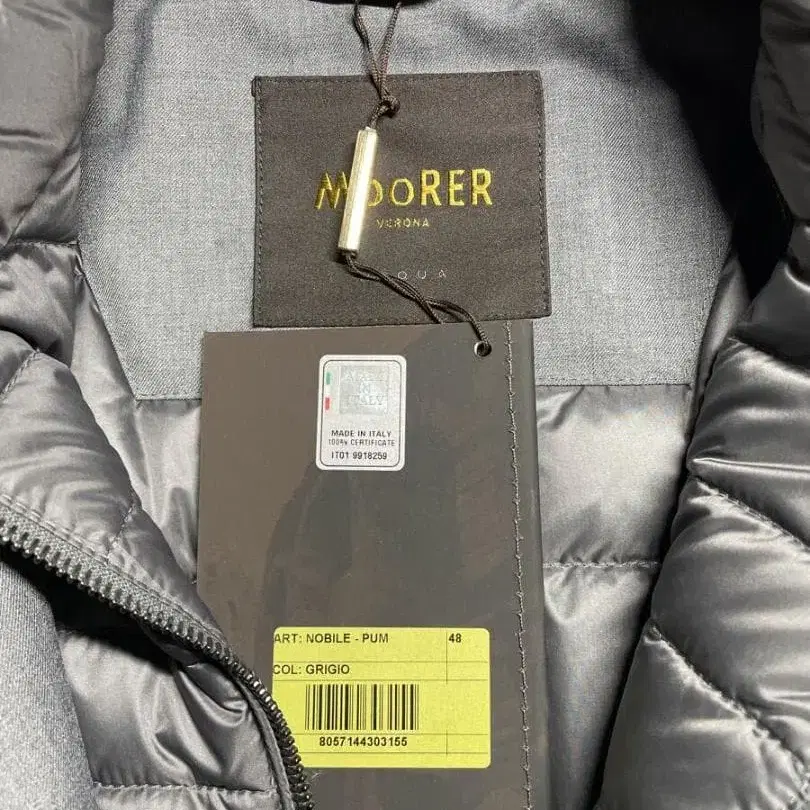 MOORER
VERONA
QUA
MADE IN ITALY
MADE IN ITALY
100% CERTIFICATE
IT01 9918259
ART: NOBILE - PUM 48
COL: GRIGIO
8057144303155